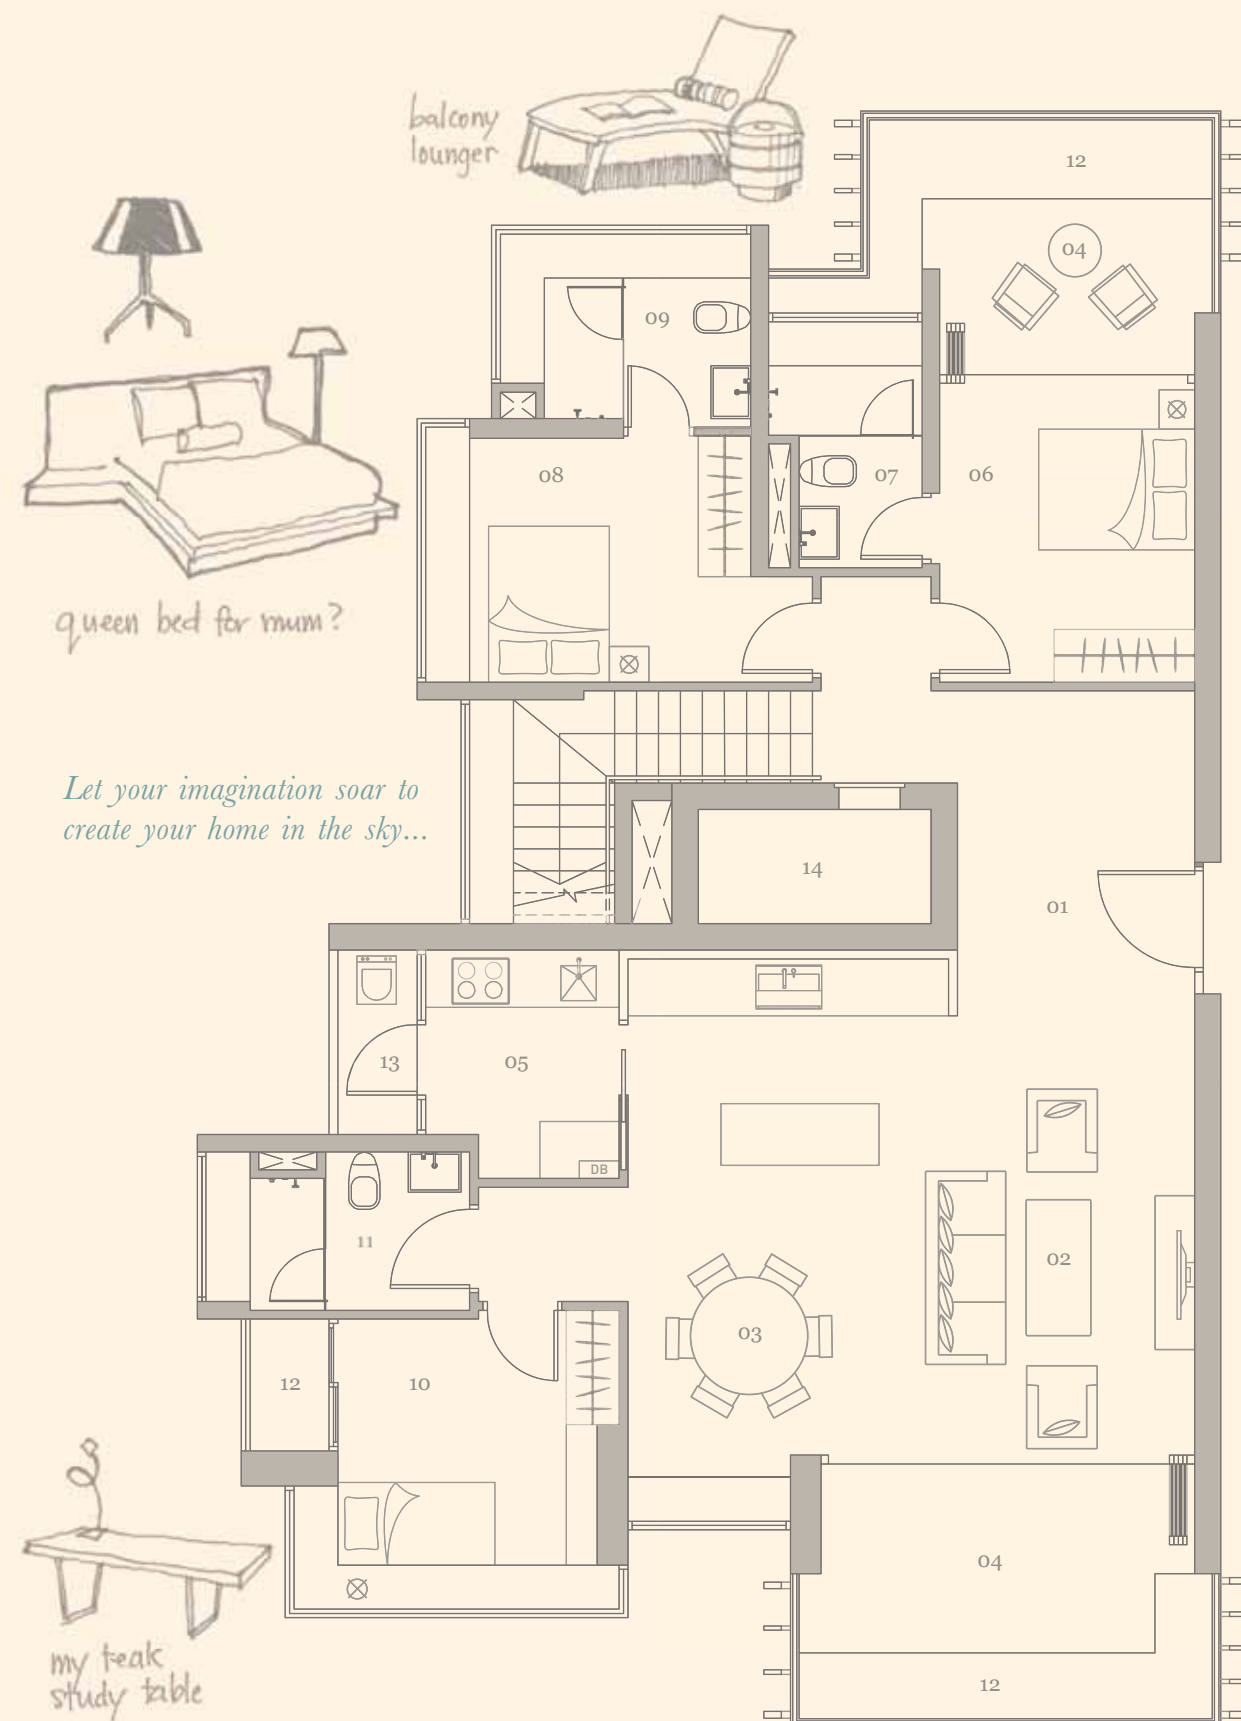 balcony
lounger
12
04
09
08
07
06
queen bed for mum?
Let your imagination soar to
create your home in the sky...
14
01
13
05
DB
11
02
03
12
10
04
my teak
study table
12